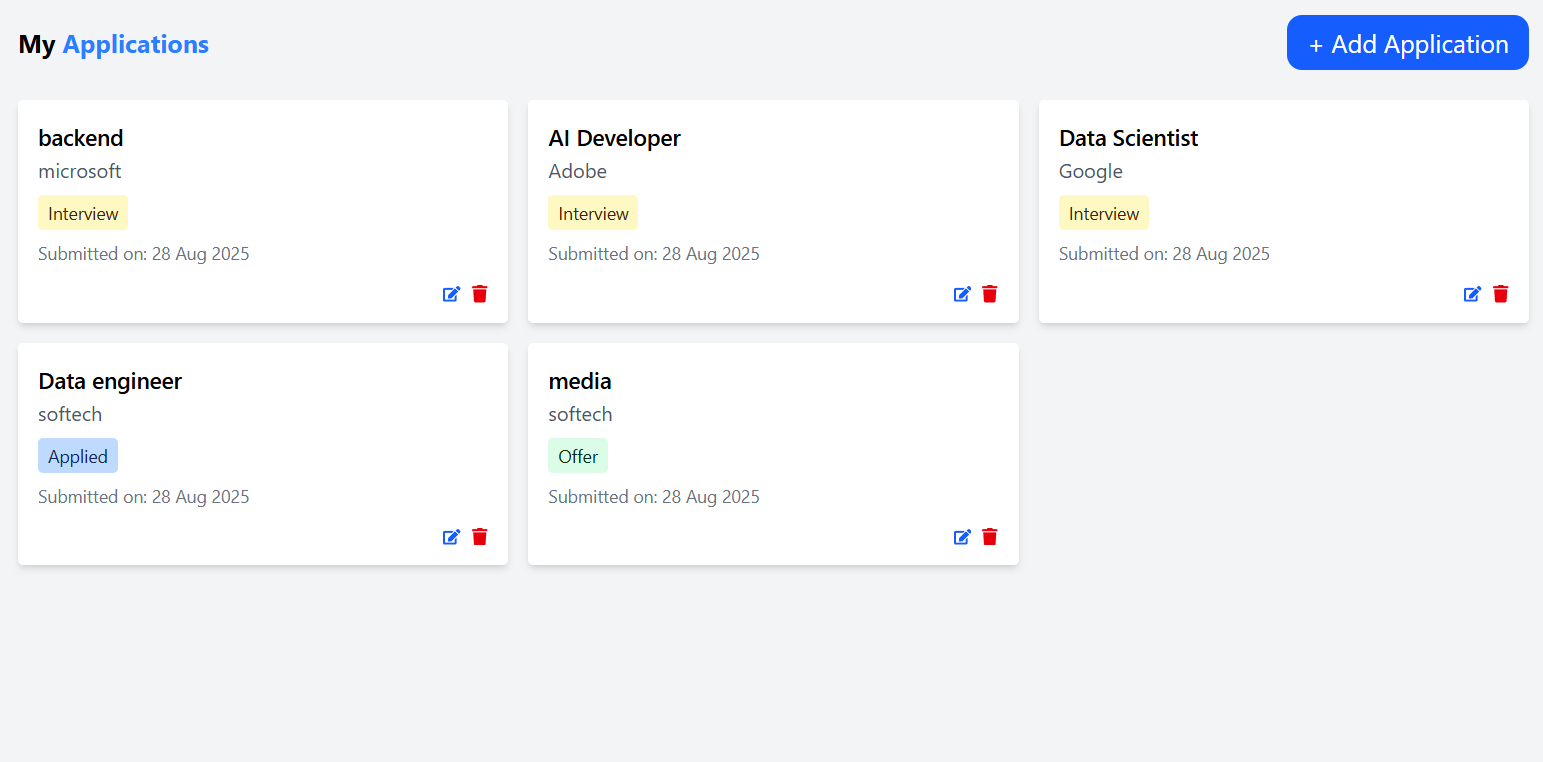 My Applications
+ Add Application
backend
microsoft
Interview
Submitted on: 28 Aug 2025
AI Developer
Adobe
Interview
Submitted on: 28 Aug 2025
Data Scientist
Google
Interview
Submitted on: 28 Aug 2025
Data engineer
softech
Applied
Submitted on: 28 Aug 2025
media
softech
Offer
Submitted on: 28 Aug 2025